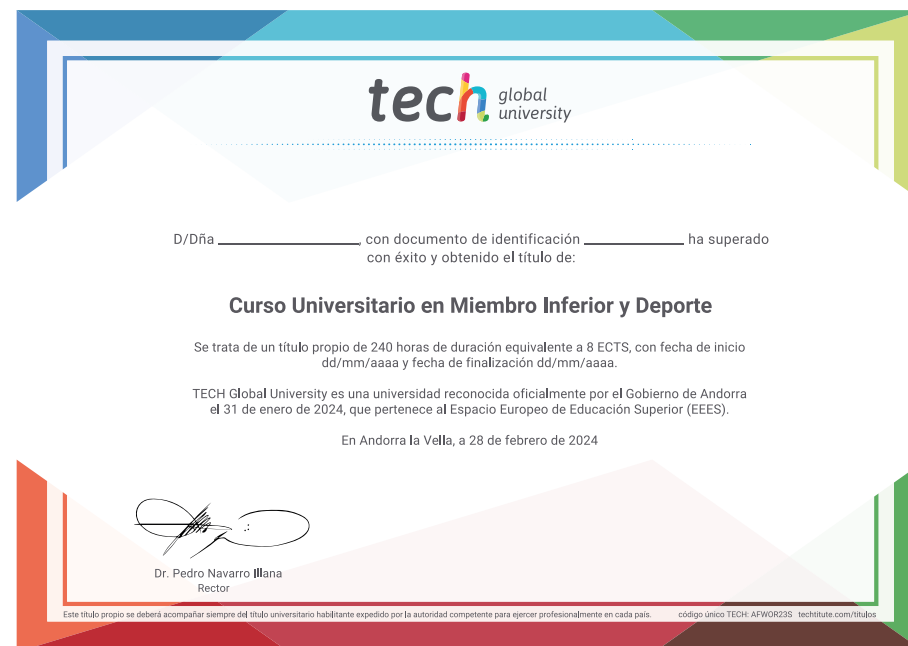 tech global university
D/Dña ____________________, con documento de identificación ______________ ha superado
con éxito y obtenido el título de:
Curso Universitario en Miembro Inferior y Deporte
Se trata de un título propio de 240 horas de duración equivalente a 8 ECTS, con fecha de inicio
dd/mm/aaaa y fecha de finalización dd/mm/aaaa.
TECH Global University es una universidad reconocida oficialmente por el Gobierno de Andorra
el 31 de enero de 2024, que pertenece al Espacio Europeo de Educación Superior (EEES).
En Andorra la Vella, a 28 de febrero de 2024
Dr. Pedro Navarro Illana
Rector
Este título propio se deberá acompañar siempre del título universitario habilitante expedido por la autoridad competente para ejercer profesionalmente en cada país. código único TECH: AFWOR23S techtitute.com/titulos